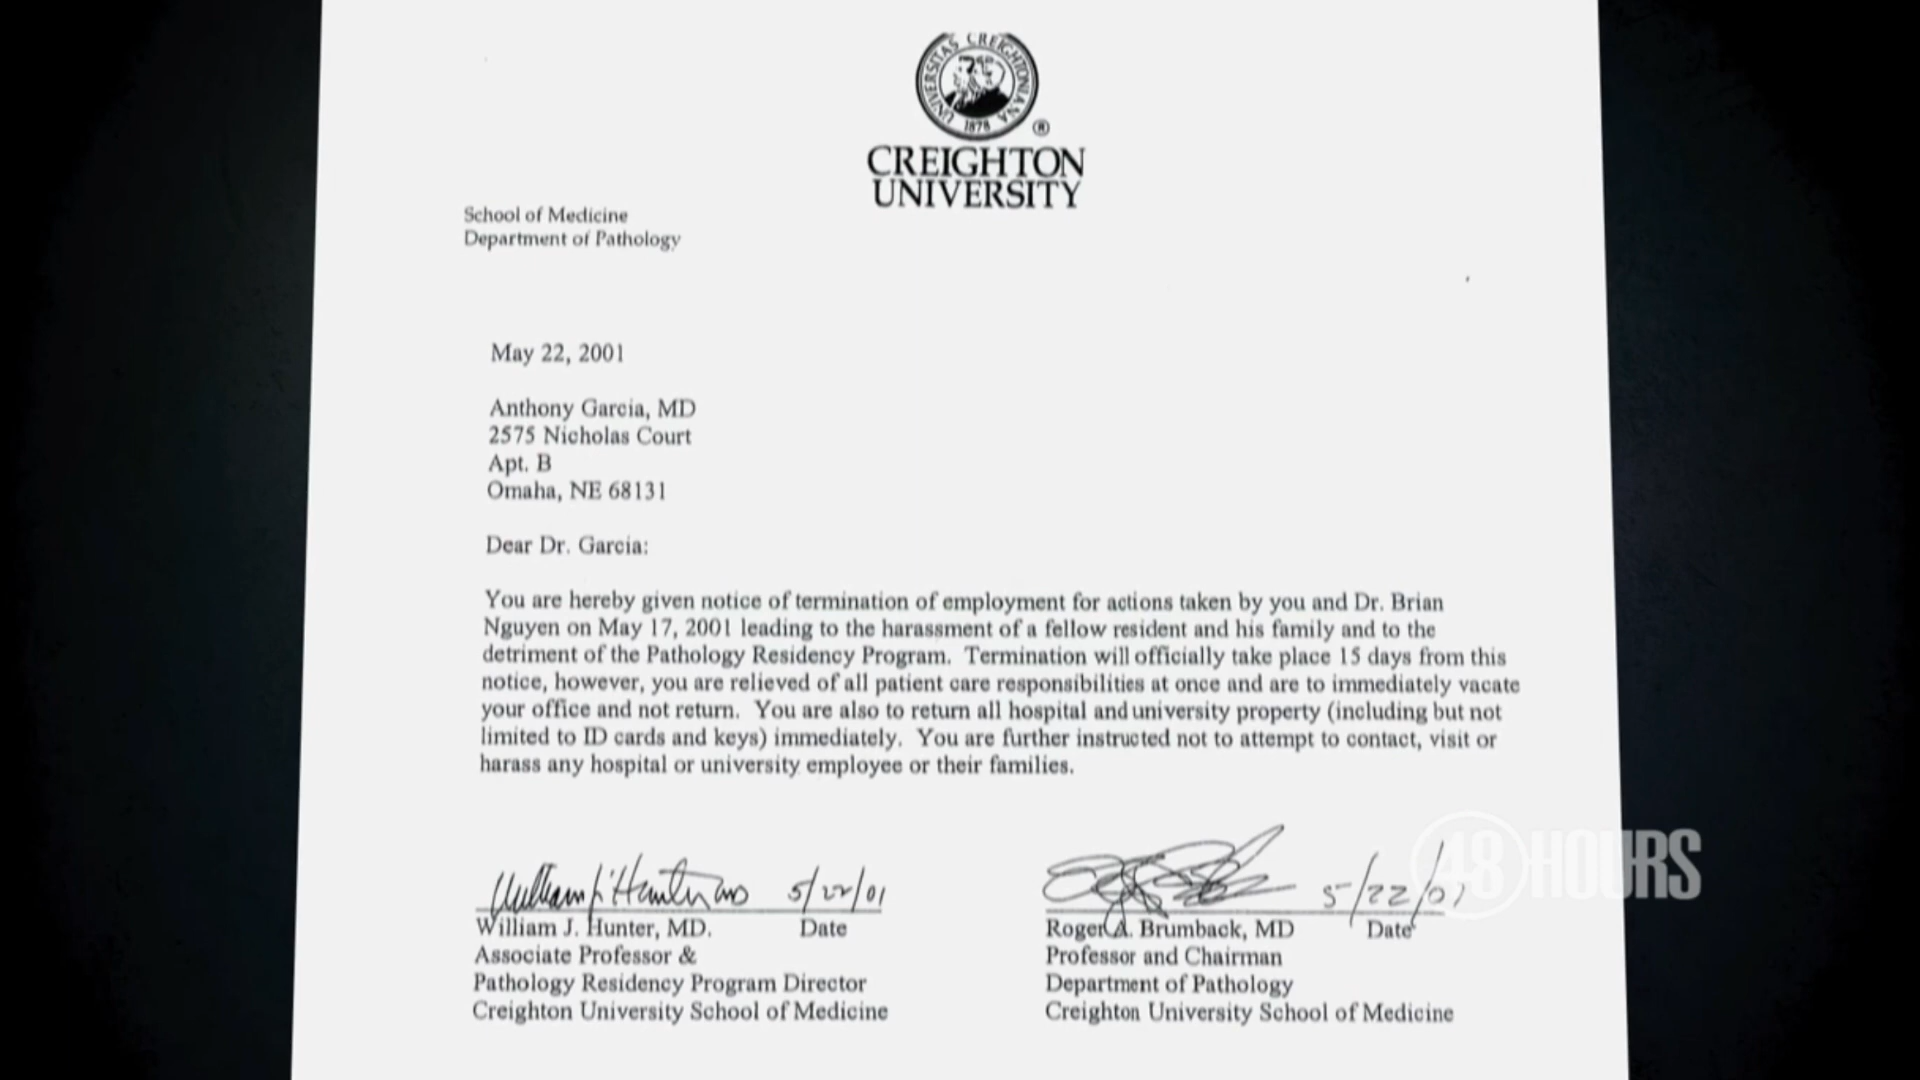 UNIVERSITAS CREIGHTONIANA
1878
®
CREIGHTON
UNIVERSITY
School of Medicine
Department of Pathology
May 22, 2001
Anthony Garcia, MD
2575 Nicholas Court
Apt. B
Omaha, NE 68131
Dear Dr. Garcia:
You are hereby given notice of termination of employment for actions taken by you and Dr. Brian
Nguyen on May 17, 2001 leading to the harassment of a fellow resident and his family and to the
detriment of the Pathology Residency Program. Termination will officially take place 15 days from this
notice, however, you are relieved of all patient care responsibilities at once and are to immediately vacate
your office and not return. You are also to return all hospital and university property (including but not
limited to ID cards and keys) immediately. You are further instructed not to attempt to contact, visit or
harass any hospital or university employee or their families.
William J. Hunter MD 5/22/01
William J. Hunter, MD. Date
Associate Professor &
Pathology Residency Program Director
Creighton University School of Medicine
5/22/01
Roger A. Brumback, MD Date
Professor and Chairman
Department of Pathology
Creighton University School of Medicine
48 HOURS